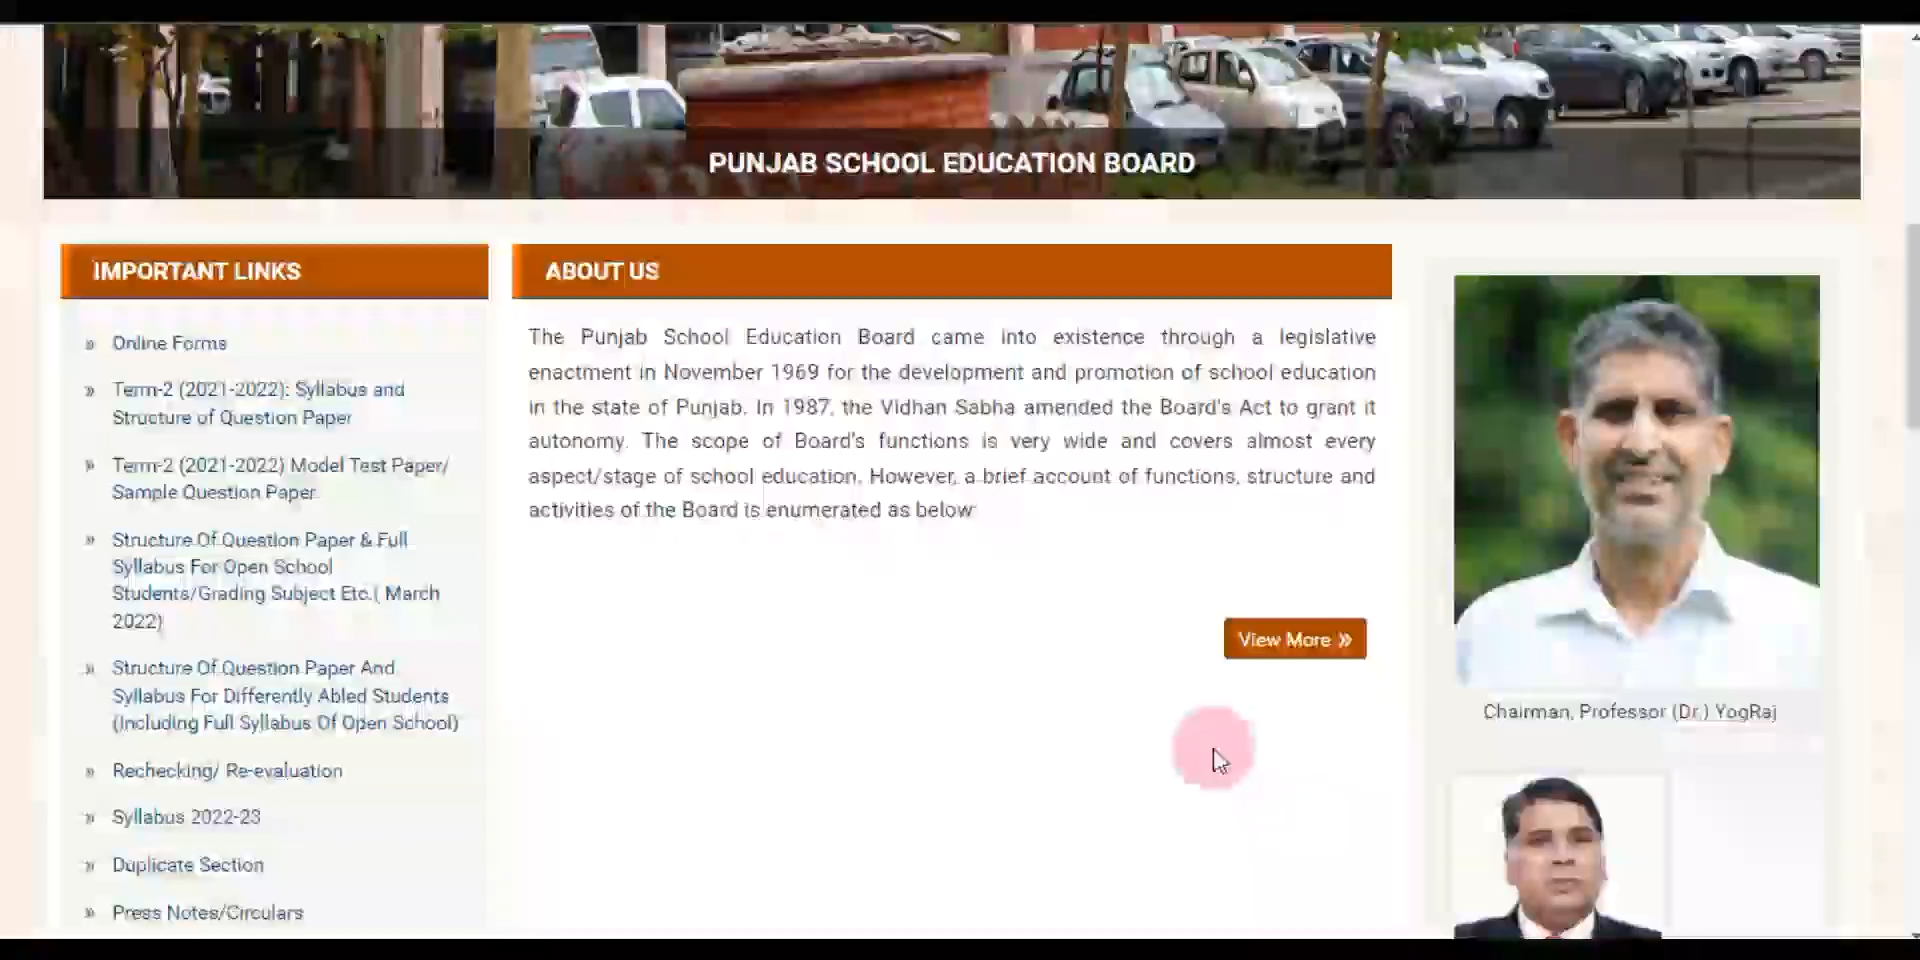 PUNJAB SCHOOL EDUCATION BOARD
IMPORTANT LINKS
» Online Forms
» Term-2 (2021-2022): Syllabus and
Structure of Question Paper
» Term-2 (2021-2022) Model Test Paper/
Sample Question Paper
» Structure Of Question Paper & Full
Syllabus For Open School
Students/Grading Subject Etc.( March
2022)
» Structure Of Question Paper And
Syllabus For Differently Abled Students
(Including Full Syllabus Of Open School)
» Rechecking/ Re-evaluation
» Syllabus 2022-23
» Duplicate Section
» Press Notes/Circulars
ABOUT US
The Punjab School Education Board came into existence through a legislative
enactment in November 1969 for the development and promotion of school education
in the state of Punjab. In 1987, the Vidhan Sabha amended the Board's Act to grant it
autonomy. The scope of Board's functions is very wide and covers almost every
aspect/stage of school education. However, a brief account of functions, structure and
activities of the Board is enumerated as below
View More »
Chairman, Professor (Dr.) YogRaj